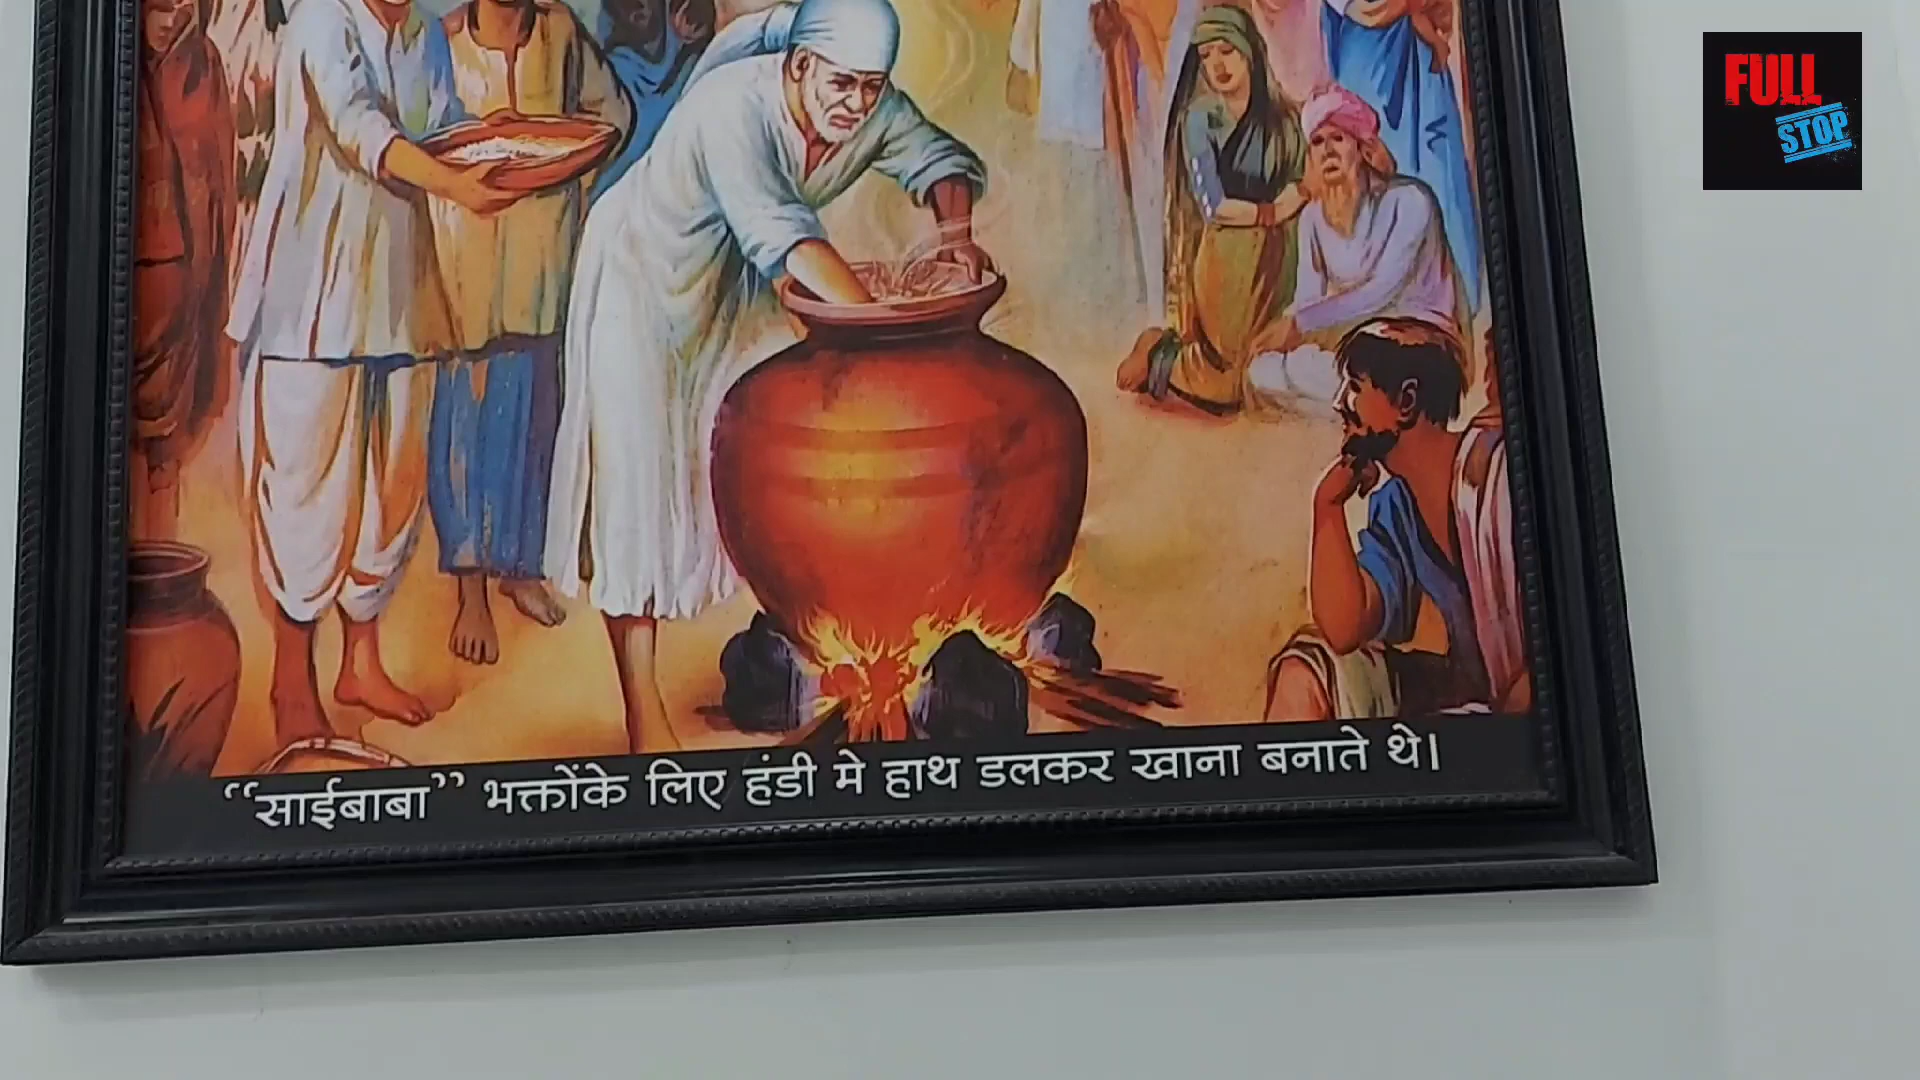 FULL
STOP
“साईबाबा” भक्तोंके लिए हंडी मे हाथ डलकर खाना बनाते थे।